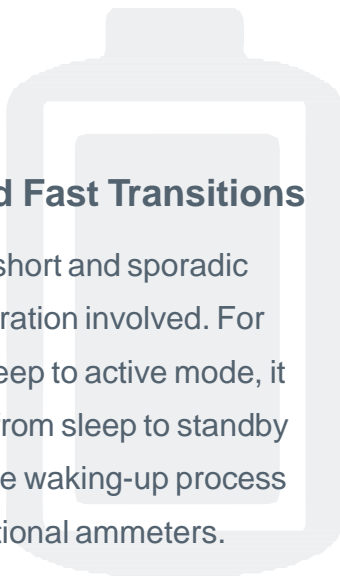 d Fast Transitions
short and sporadic
ration involved. For
eep to active mode, it
rom sleep to standby
e waking-up process
tional ammeters.